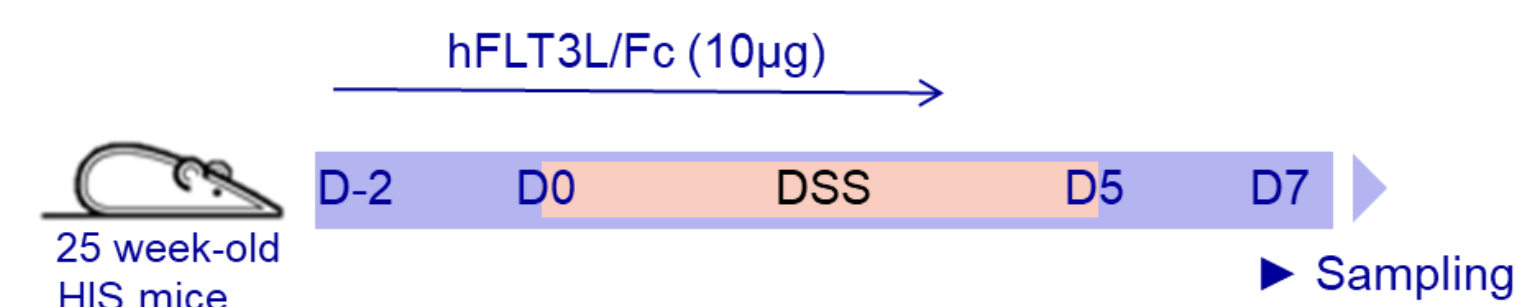 hFLT3L/Fc (10µg)
D-2 D0 DSS D5 D7
25 week-old
HIS mice
► Sampling